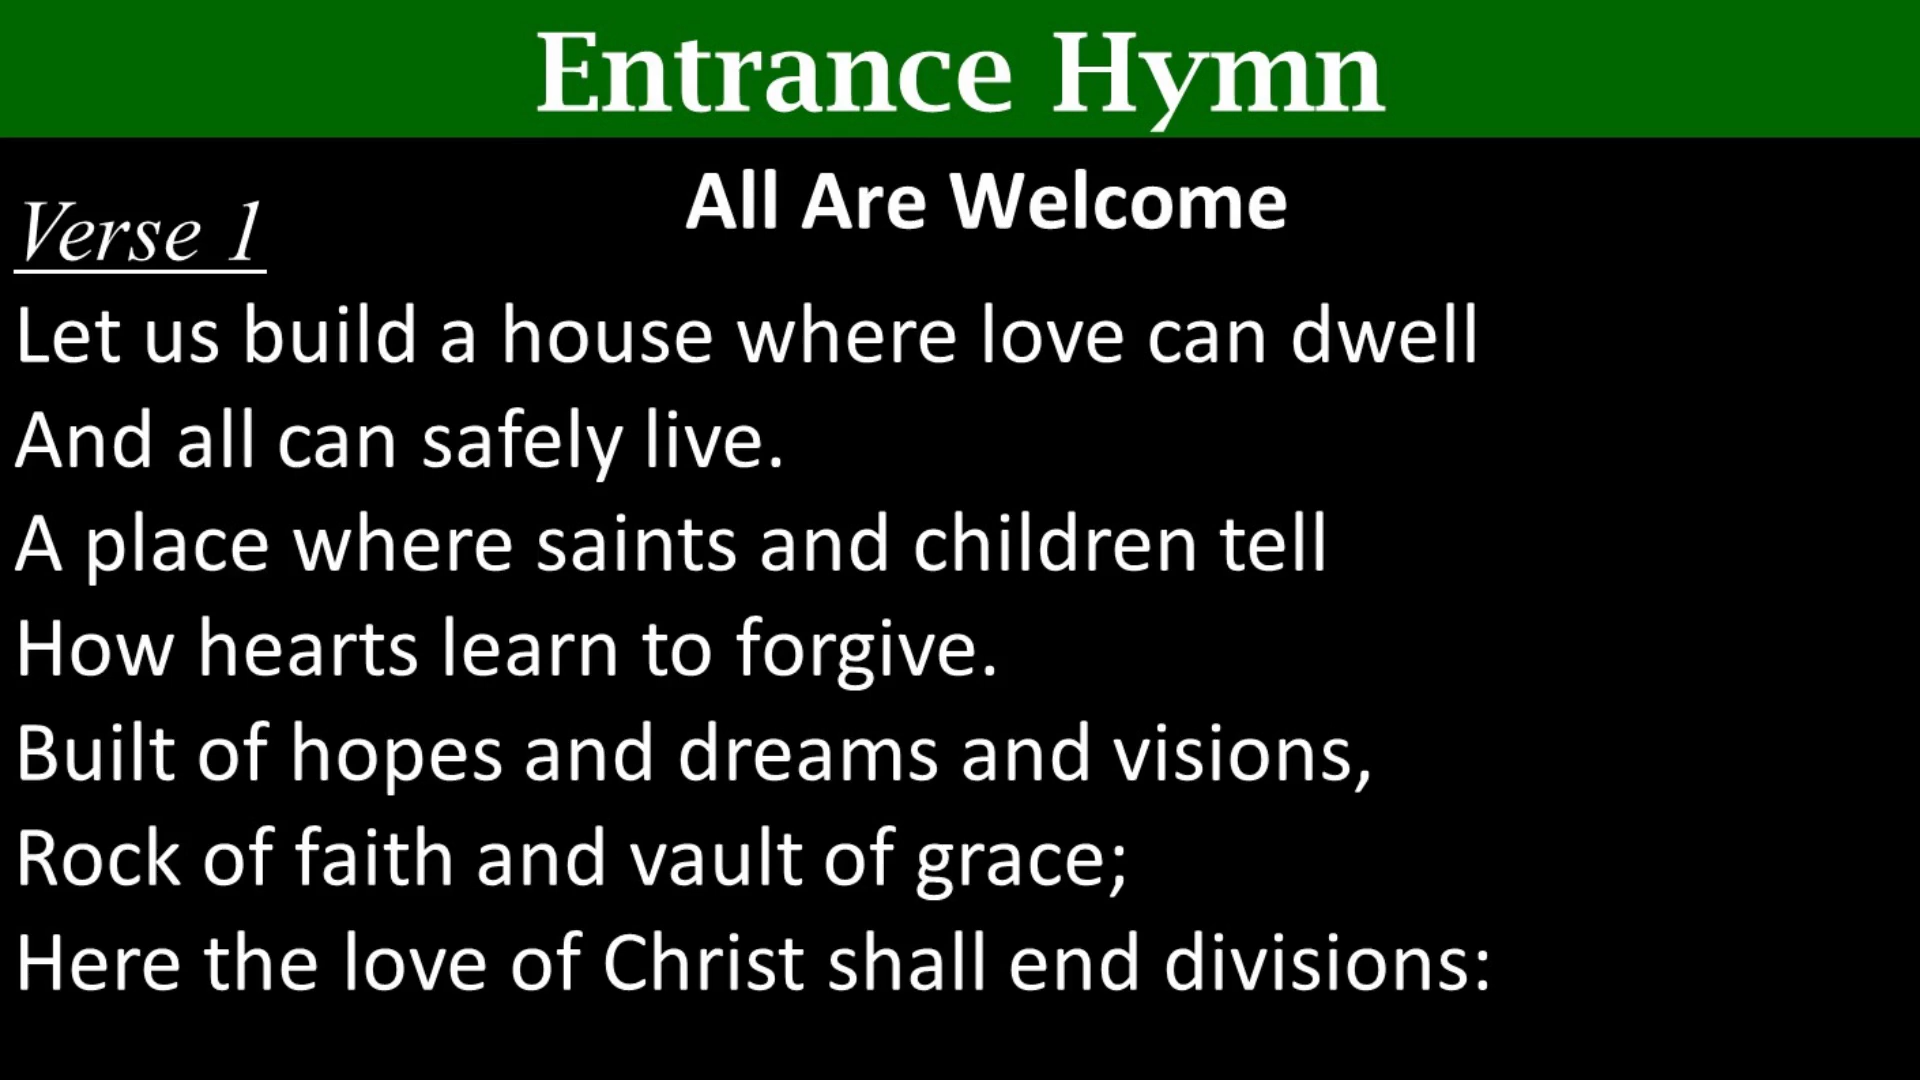 Entrance Hymn
All Are Welcome
Verse 1
Let us build a house where love can dwell
And all can safely live.
A place where saints and children tell
How hearts learn to forgive.
Built of hopes and dreams and visions,
Rock of faith and vault of grace;
Here the love of Christ shall end divisions: